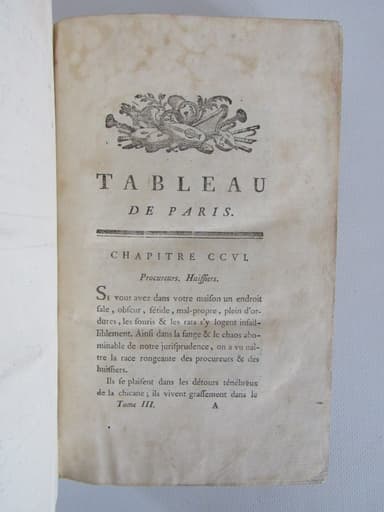 TABLEAU
DE PARIS.
CHAPITRE CCVI.
Procureurs. Huissiers.
Si vous avez dans votre maison un endroit
sale, obscur, fétide, mal-propre, plein d'or-
dures, les souris & les rats s'y logent infail-
liblement. Ainsi dans la fange & le chaos abo-
minable de notre jurisprudence, on a vu naî-
tre la race rongeante des procureurs & des
huissiers.
Ils se plaisent dans les détours ténébreux
de la chicane; ils vivent grassement dans le
Tome III. A